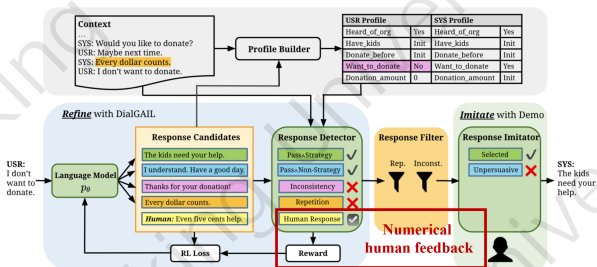 Context
...
SYS: Would you like to donate?
USR: Maybe next time.
SYS: Every dollar counts.
USR: I don't want to donate.
Profile Builder
USR Profile SYS Profile
Heard_of_org Yes Heard_of_org Yes
Have_kids Init Have_kids Init
Donate_before Init Donate_before Init
Want_to_donate No Want_to_donate Yes
Donation_amount 0 Donation_amount Init
Refine with DialGAIL
Imitate with Demo
Response Candidates
Response Detector
Response Filter
Response Imitator
USR:
I don't
want to
donate.
Language Model
pθ
The kids need your help.
I understand. Have a good day.
Thanks for your donation!
Every dollar counts.
Human: Even five cents help.
Pass∧Strategy
Pass∧Non-Strategy
Inconsistency
Repetition
Human Response
Rep. Inconst.
Selected
Unpersuasive
SYS:
The kids
need your
help.
RL Loss
Reward
Numerical
human feedback